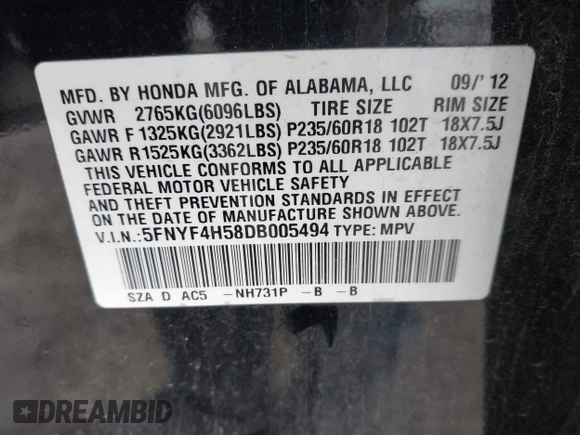 MFD. BY HONDA MFG. OF ALABAMA, LLC 09/'12
GVWR 2765KG(6096LBS) TIRE SIZE RIM SIZE
GAWR F 1325KG(2921LBS) P235/60R18 102T 18X7.5J
GAWR R1525KG(3362LBS) P235/60R18 102T 18X7.5J
THIS VEHICLE CONFORMS TO ALL APPLICABLE
FEDERAL MOTOR VEHICLE SAFETY
AND THEFT PREVENTION STANDARDS IN EFFECT
ON THE DATE OF MANUFACTURE SHOWN ABOVE.
V.I.N.:5FNYF4H58DB005494 TYPE: MPV
SZA D AC5 -NH731P -B -B
DREAMBID